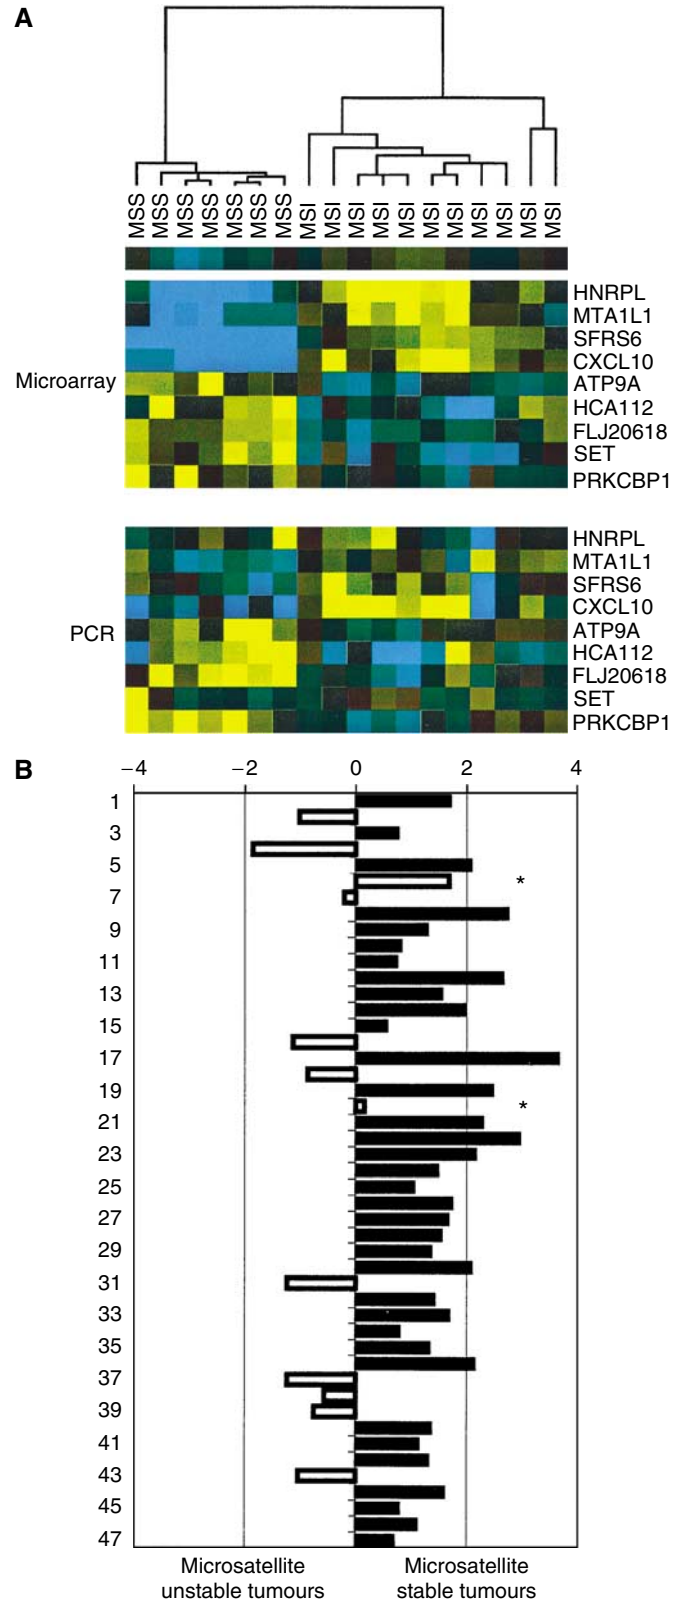 A
MSS MSS MSS MSS MSS MSS MSS MSI MSI MSI MSI MSI MSI MSI MSI MSI MSI MSI
Microarray
HNRPL
MTA1L1
SFRS6
CXCL10
ATP9A
HCA112
FLJ20618
SET
PRKCBP1
PCR
HNRPL
MTA1L1
SFRS6
CXCL10
ATP9A
HCA112
FLJ20618
SET
PRKCBP1
B
−4 −2 0 2 4
1
3
5
*
7
9
11
13
15
17
19
*
21
23
25
27
29
31
33
35
37
39
41
43
45
47
Microsatellite unstable tumours
Microsatellite stable tumours